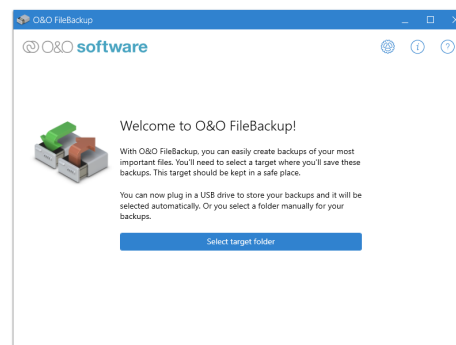 O&O FileBackup
O&O software
Welcome to O&O FileBackup!
With O&O FileBackup, you can easily create backups of your most
important files. You'll need to select a target where you'll save these
backups. This target should be kept in a safe place.
You can now plug in a USB drive to store your backups and it will be
selected automatically. Or you select a folder manually for your
backups.
Select target folder